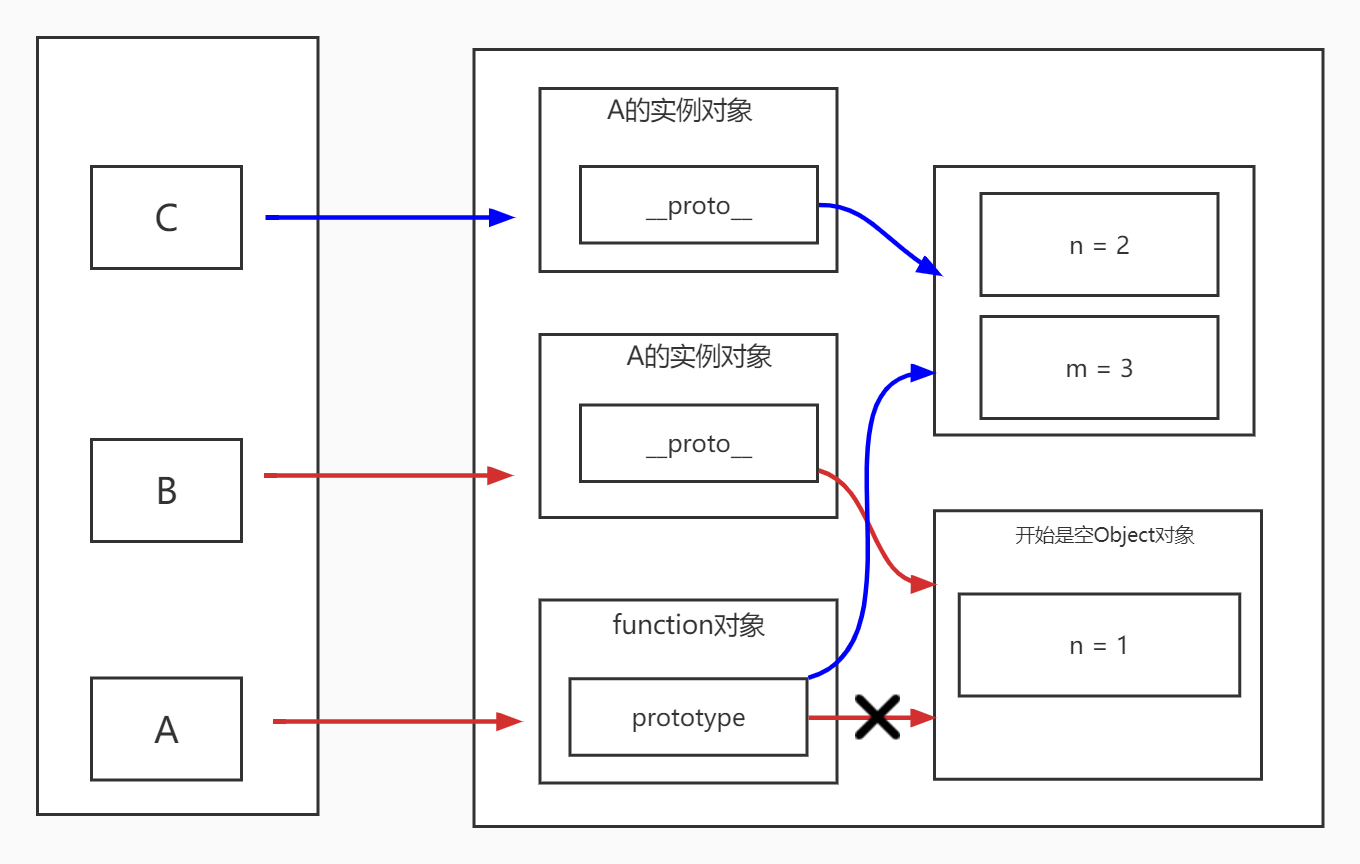 C
B
A
A的实例对象
__proto__
A的实例对象
__proto__
function对象
prototype
n = 2
m = 3
开始是空Object对象
n = 1